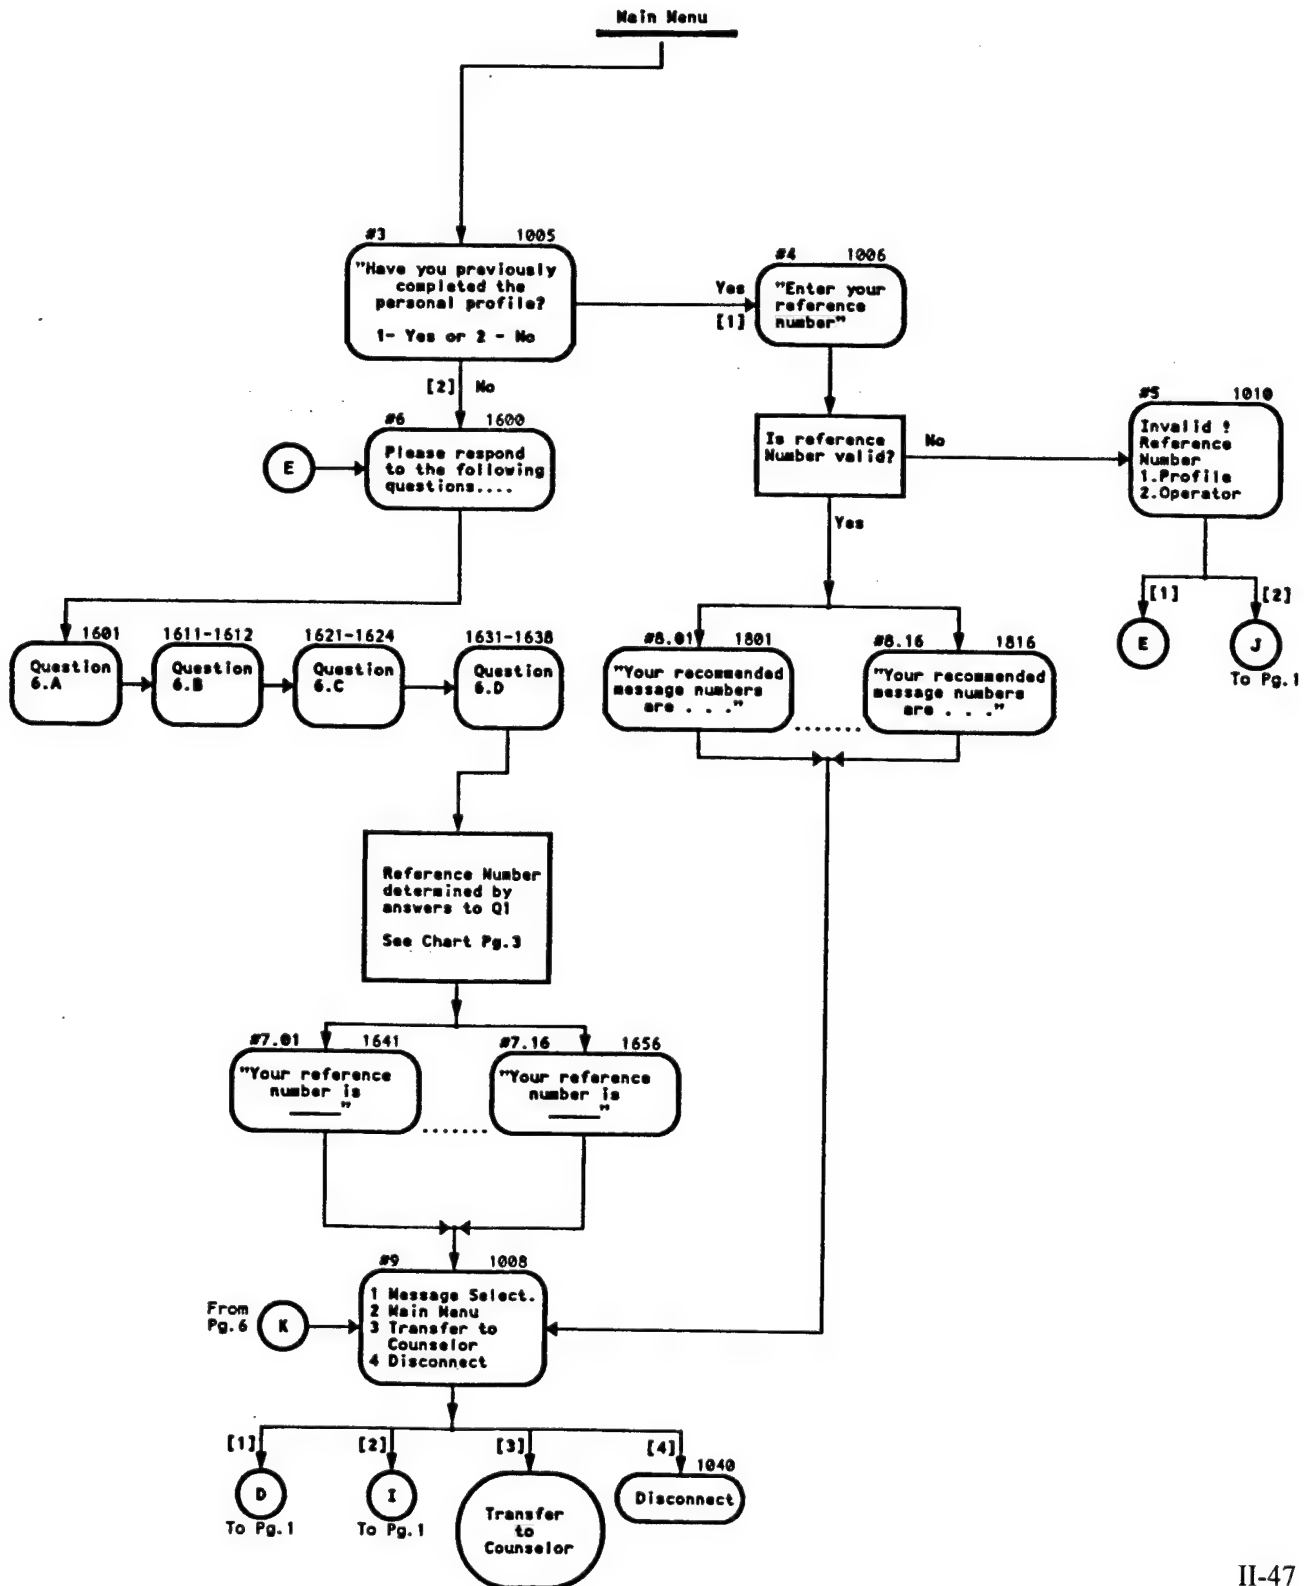 Main Menu
#3 1005
"Have you previously
completed the
personal profile?
1- Yes or 2 - No
Yes
[1]
#4 1006
"Enter your
reference
number"
[2] No
#6 1600
E
Please respond
to the following
questions....
Is reference
Number valid?
No
Yes
#5 1010
Invalid !
Reference
Number
1.Profile
2.Operator
[1]
[2]
E
J
To Pg.1
1601
Question
6.A
1611-1612
Question
6.B
1621-1624
Question
6.C
1631-1638
Question
6.D
#8.01 1801
"Your recommended
message numbers
are . . ."
.......
#8.16 1816
"Your recommended
message numbers
are . . ."
Reference Number
determined by
answers to Q1
See Chart Pg.3
#7.01 1641
"Your reference
number is
_____"
.......
#7.16 1656
"Your reference
number is
_____"
#9 1008
From
Pg.6
K
1 Message Select.
2 Main Menu
3 Transfer to
Counselor
4 Disconnect
[1]
[2]
[3]
[4]
D
To Pg.1
I
To Pg.1
Transfer
to
Counselor
1040
Disconnect
II-47